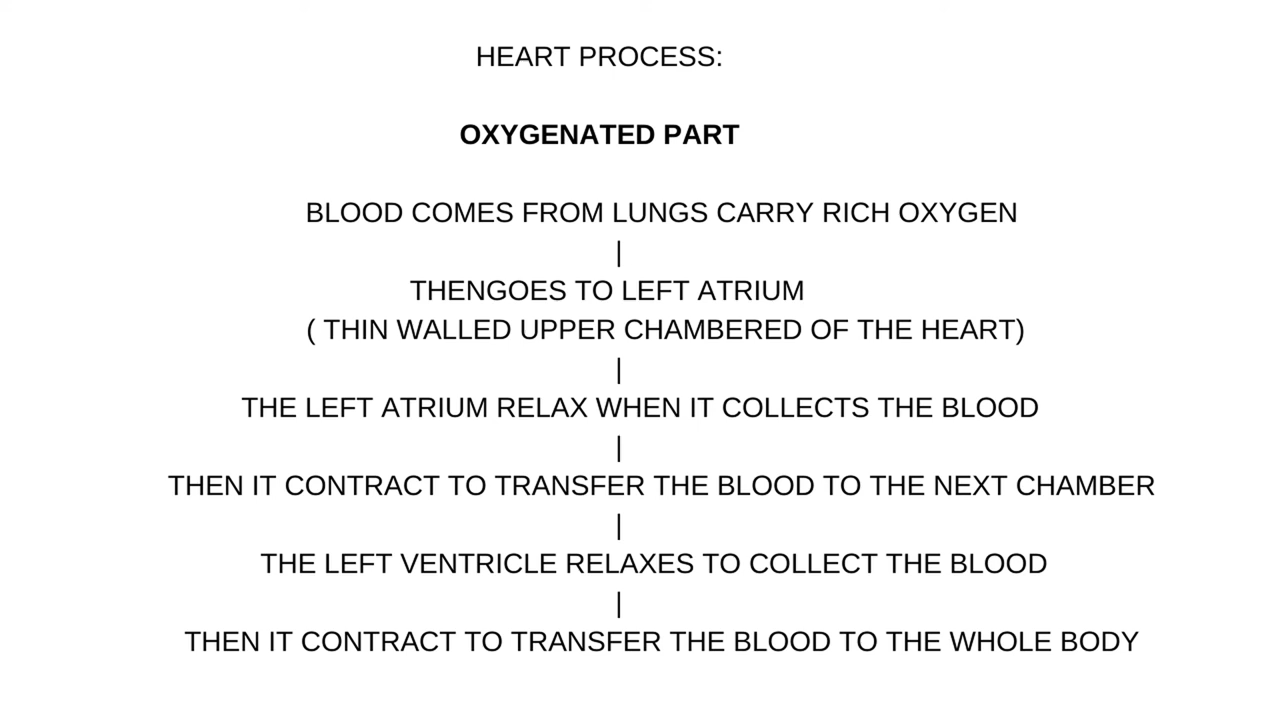 HEART PROCESS:
OXYGENATED PART
BLOOD COMES FROM LUNGS CARRY RICH OXYGEN
|
THENGOES TO LEFT ATRIUM
( THIN WALLED UPPER CHAMBERED OF THE HEART)
|
THE LEFT ATRIUM RELAX WHEN IT COLLECTS THE BLOOD
|
THEN IT CONTRACT TO TRANSFER THE BLOOD TO THE NEXT CHAMBER
|
THE LEFT VENTRICLE RELAXES TO COLLECT THE BLOOD
|
THEN IT CONTRACT TO TRANSFER THE BLOOD TO THE WHOLE BODY